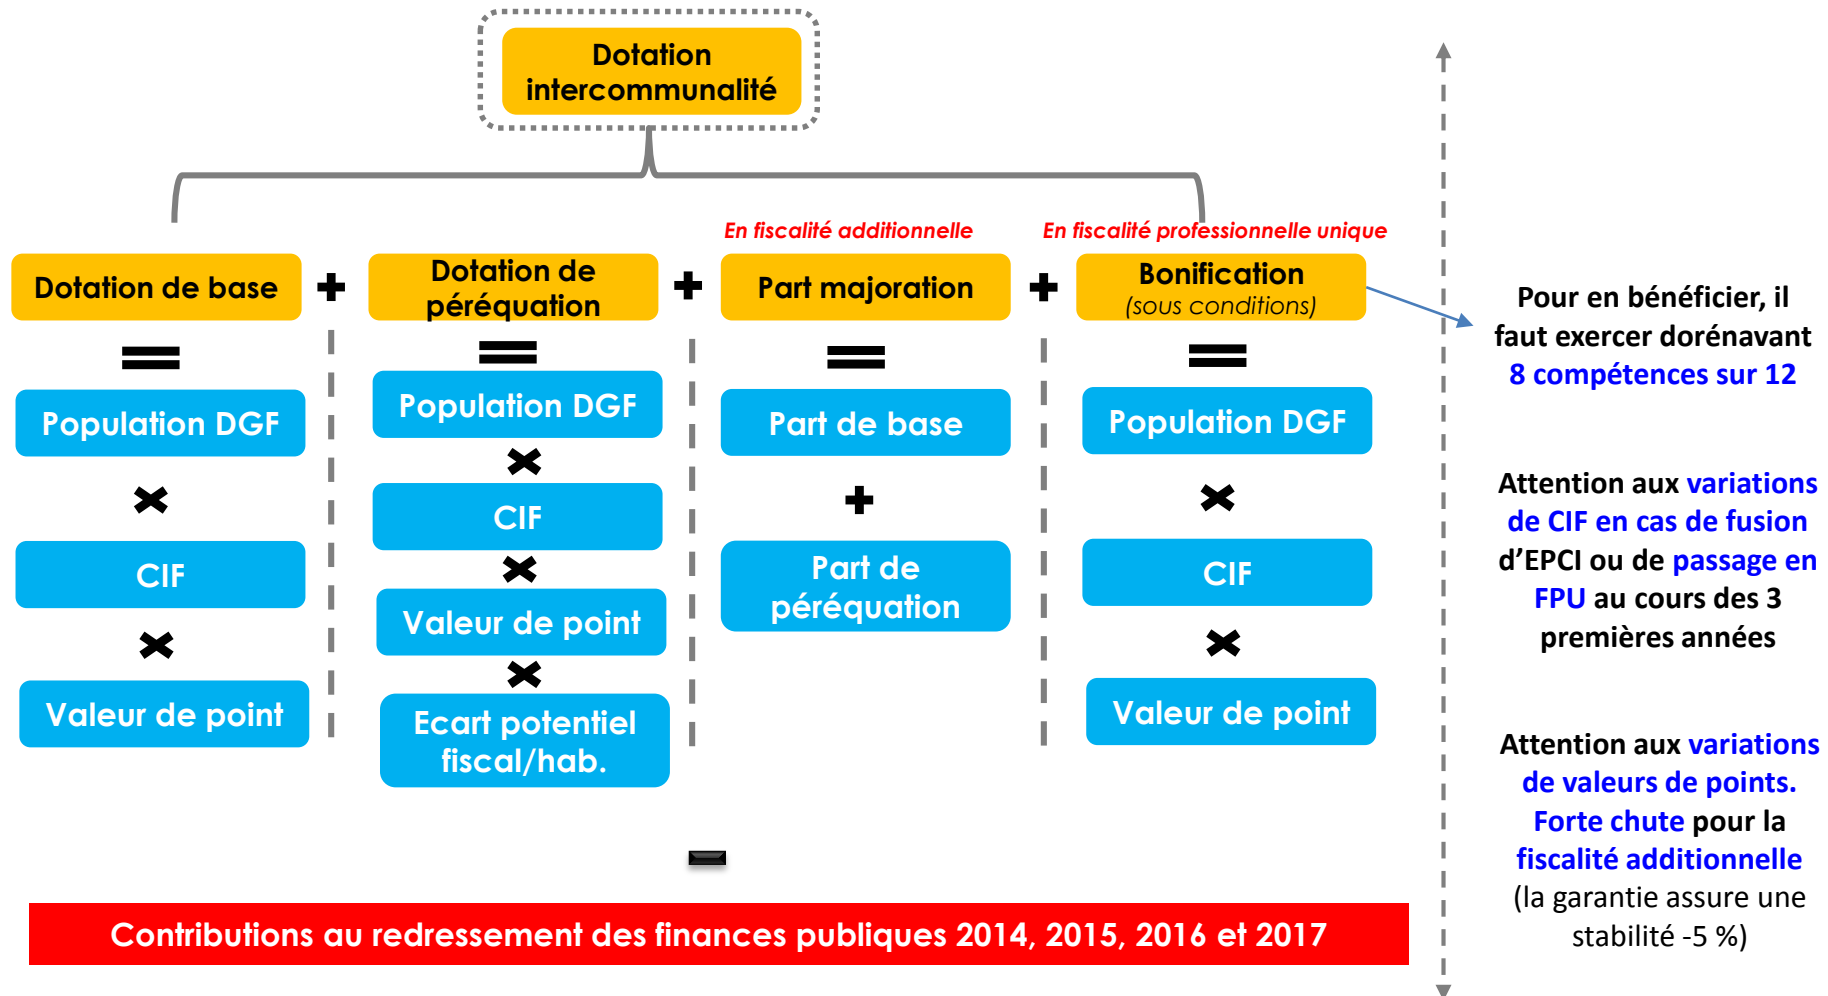 Dotation
intercommunalité
En fiscalité additionnelle
En fiscalité professionnelle unique
Dotation de base
+
Dotation de
péréquation
+
Part majoration
+
Bonification
(sous conditions)
=
Population DGF
×
CIF
×
Valeur de point
=
Population DGF
×
CIF
×
Valeur de point
×
Ecart potentiel
fiscal/hab.
=
Part de base
+
Part de
péréquation
=
Population DGF
×
CIF
×
Valeur de point
-
Contributions au redressement des finances publiques 2014, 2015, 2016 et 2017
Pour en bénéficier, il
faut exercer dorénavant
8 compétences sur 12
Attention aux variations
de CIF en cas de fusion
d’EPCI ou de passage en
FPU au cours des 3
premières années
Attention aux variations
de valeurs de points.
Forte chute pour la
fiscalité additionnelle
(la garantie assure une
stabilité -5 %)